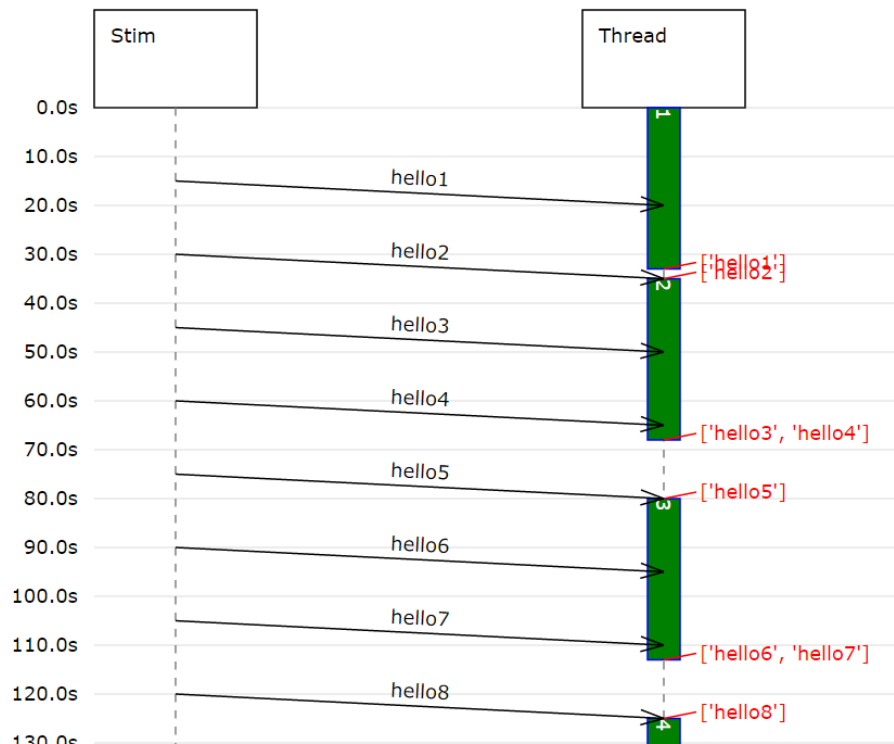 Stim Thread
0.0s
1
10.0s
hello1
20.0s
hello2
30.0s
['hello1']
['hello2']
2
40.0s
hello3
50.0s
hello4
60.0s
['hello3', 'hello4']
70.0s
hello5
80.0s
['hello5']
3
90.0s
hello6
100.0s
hello7
110.0s
['hello6', 'hello7']
120.0s
hello8
['hello8']
4
130.0s